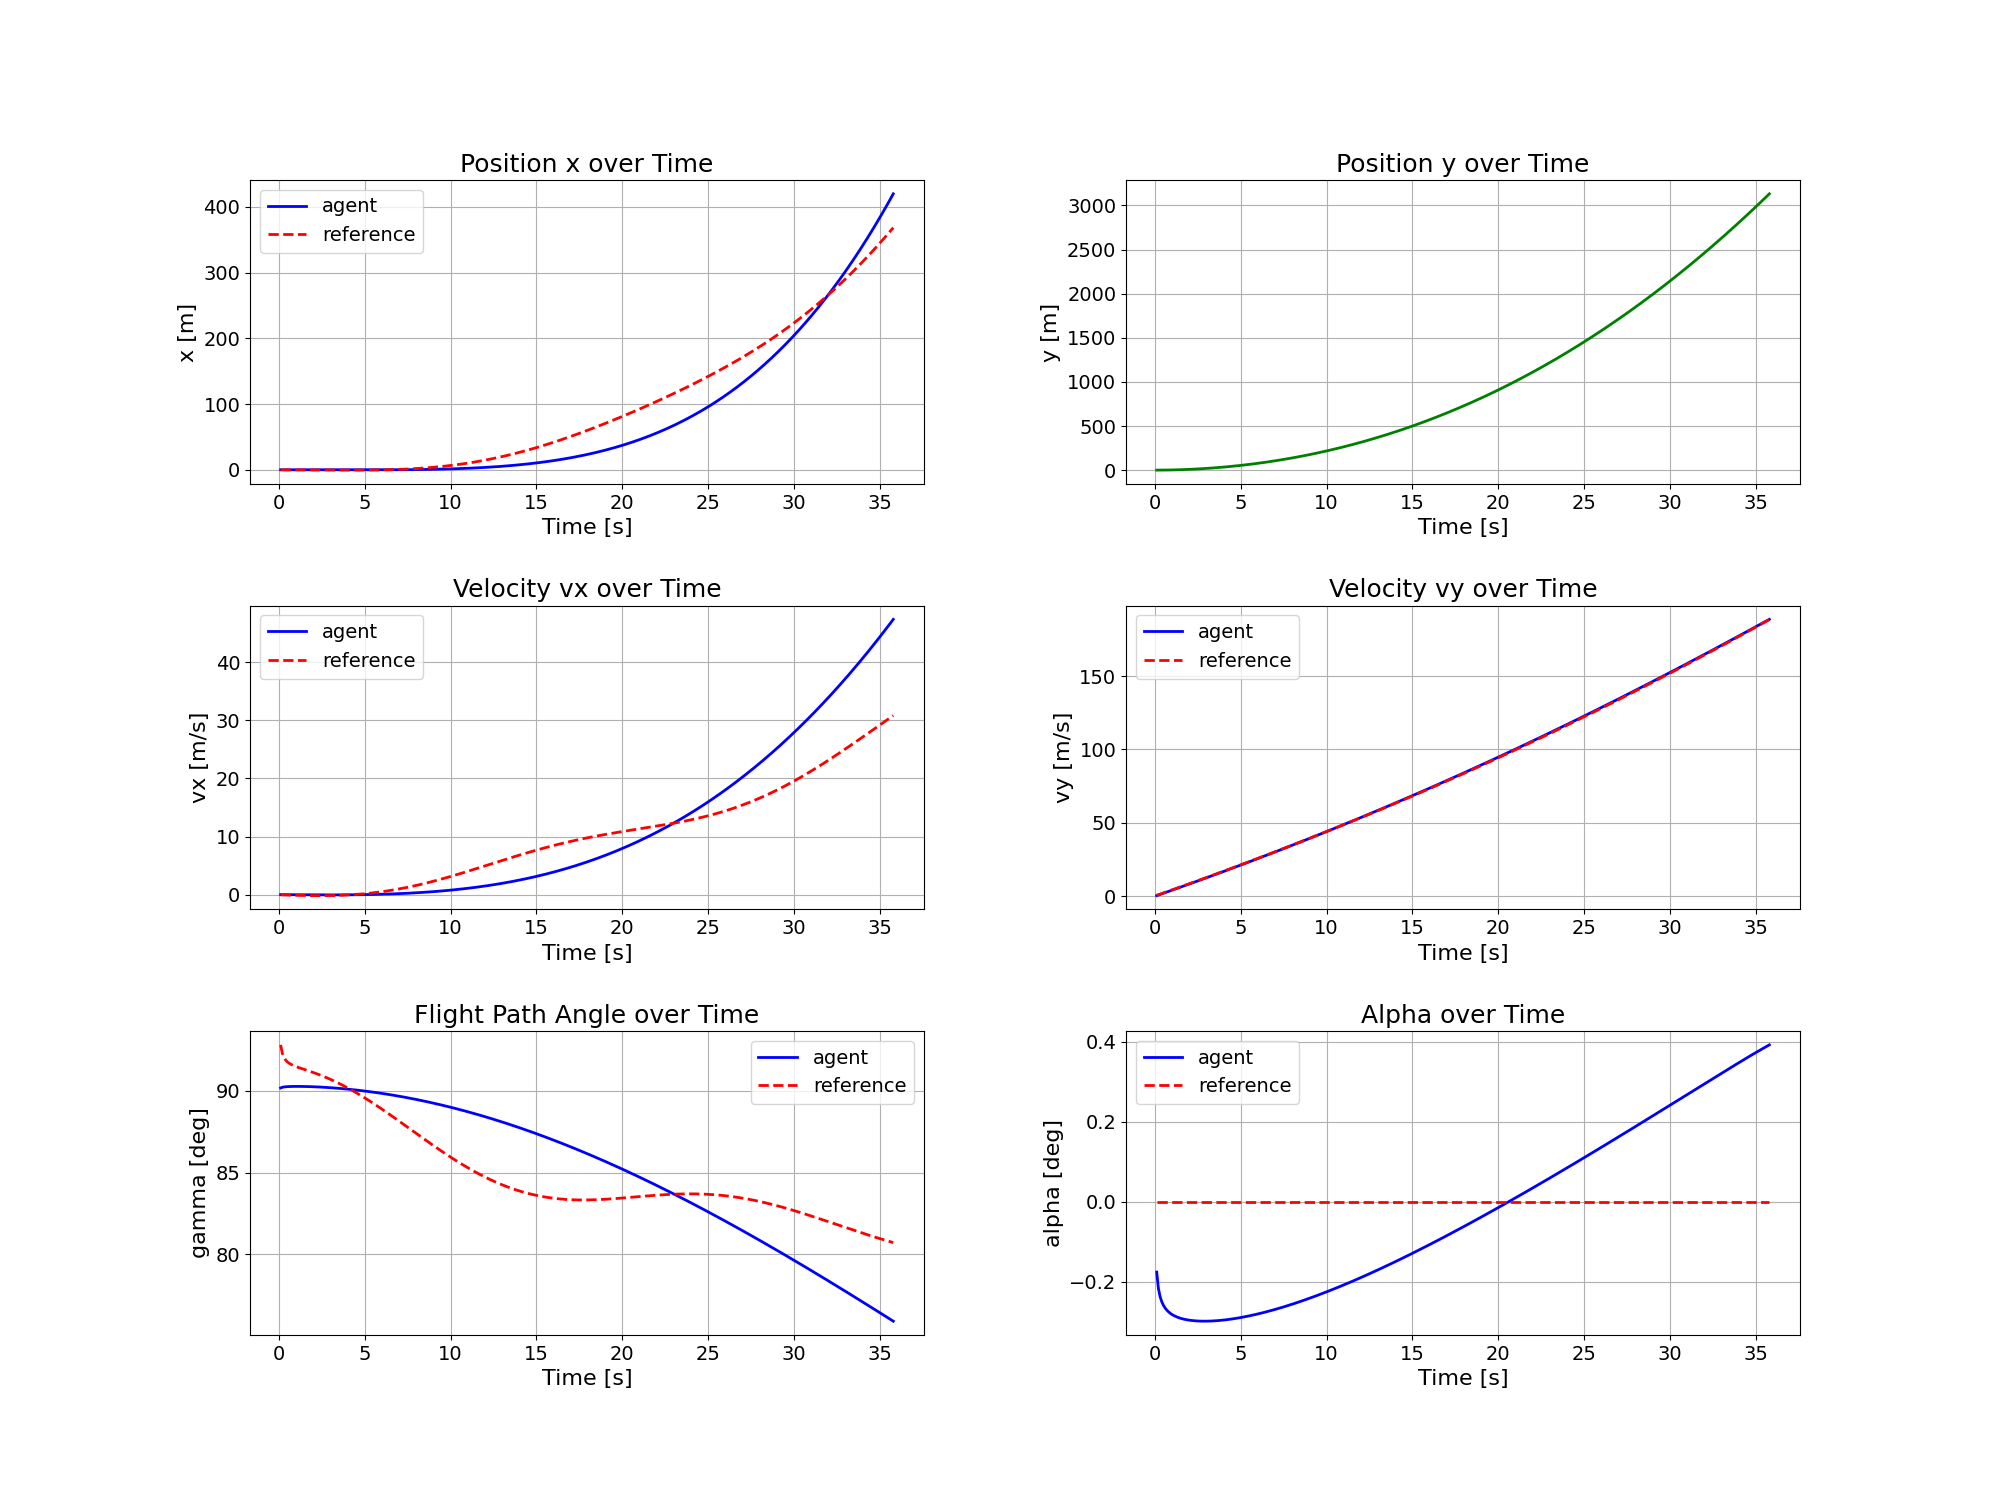 Position x over Time
agent
reference
400
300
200
100
0
x [m]
0 5 10 15 20 25 30 35
Time [s]
Position y over Time
3000
2500
2000
1500
1000
500
0
y [m]
0 5 10 15 20 25 30 35
Time [s]
Velocity vx over Time
agent
reference
40
30
20
10
0
vx [m/s]
0 5 10 15 20 25 30 35
Time [s]
Velocity vy over Time
agent
reference
150
100
50
0
vy [m/s]
0 5 10 15 20 25 30 35
Time [s]
Flight Path Angle over Time
agent
reference
90
85
80
gamma [deg]
0 5 10 15 20 25 30 35
Time [s]
Alpha over Time
agent
reference
0.4
0.2
0.0
−0.2
alpha [deg]
0 5 10 15 20 25 30 35
Time [s]